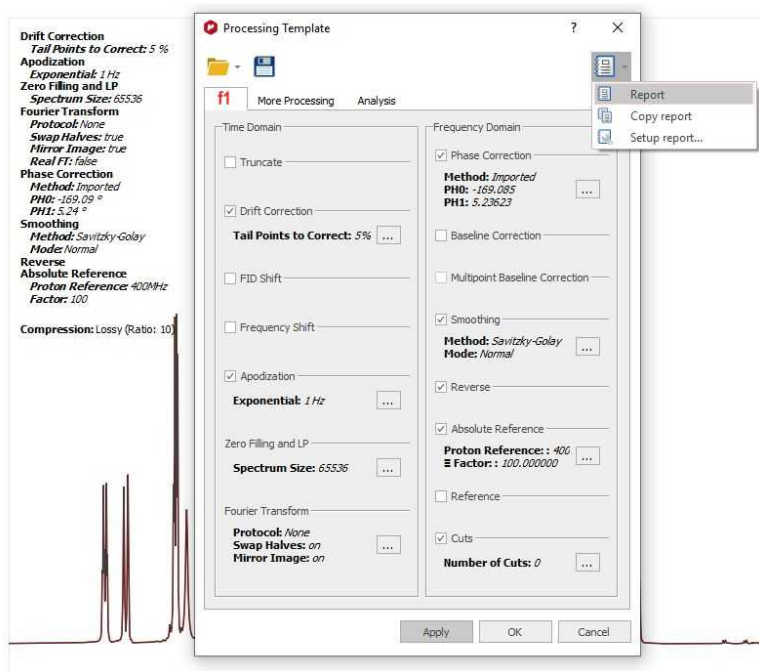 Drift Correction
Tail Points to Correct: 5 %
Apodization
Exponential: 1 Hz
Zero Filling and LP
Spectrum Size: 65536
Fourier Transform
Protocol: None
Swap Halves: true
Mirror Image: true
Real FT: false
Phase Correction
Method: Imported
PH0: -169.09 º
PH1: 5.24 º
Smoothing
Method: Savitzky-Golay
Mode: Normal
Reverse
Absolute Reference
Proton Reference: 400MHz
Factor: 100
Compression: Lossy (Ratio: 10)
Processing Template
?
Report
Copy report
Setup report...
f1
More Processing
Analysis
Time Domain
Truncate
Drift Correction
Tail Points to Correct: 5%
...
FID Shift
Frequency Shift
Apodization
Exponential: 1 Hz
...
Zero Filling and LP
Spectrum Size: 65536
...
Fourier Transform
Protocol: None
Swap Halves: on
Mirror Image: on
...
Frequency Domain
Phase Correction
Method: Imported
PH0: -169.085
PH1: 5.23623
...
Baseline Correction
Multipoint Baseline Correction
Smoothing
Method: Savitzky-Golay
Mode: Normal
...
Reverse
Absolute Reference
Proton Reference: : 400
Ξ Factor: : 100.000000
...
Reference
Cuts
Number of Cuts: 0
...
Apply
OK
Cancel